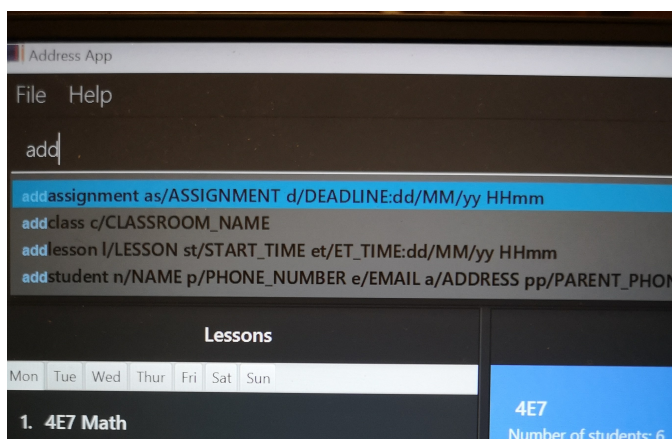 Address App
File Help
add
addassignment as/ASSIGNMENT d/DEADLINE:dd/MM/yy HHmm
addclass c/CLASSROOM_NAME
addlesson l/LESSON st/START_TIME et/ET_TIME:dd/MM/yy HHmm
addstudent n/NAME p/PHONE_NUMBER e/EMAIL a/ADDRESS pp/PARENT_PHON
Lessons
Mon Tue Wed Thur Fri Sat Sun
1. 4E7 Math
4E7
Number of students: 6